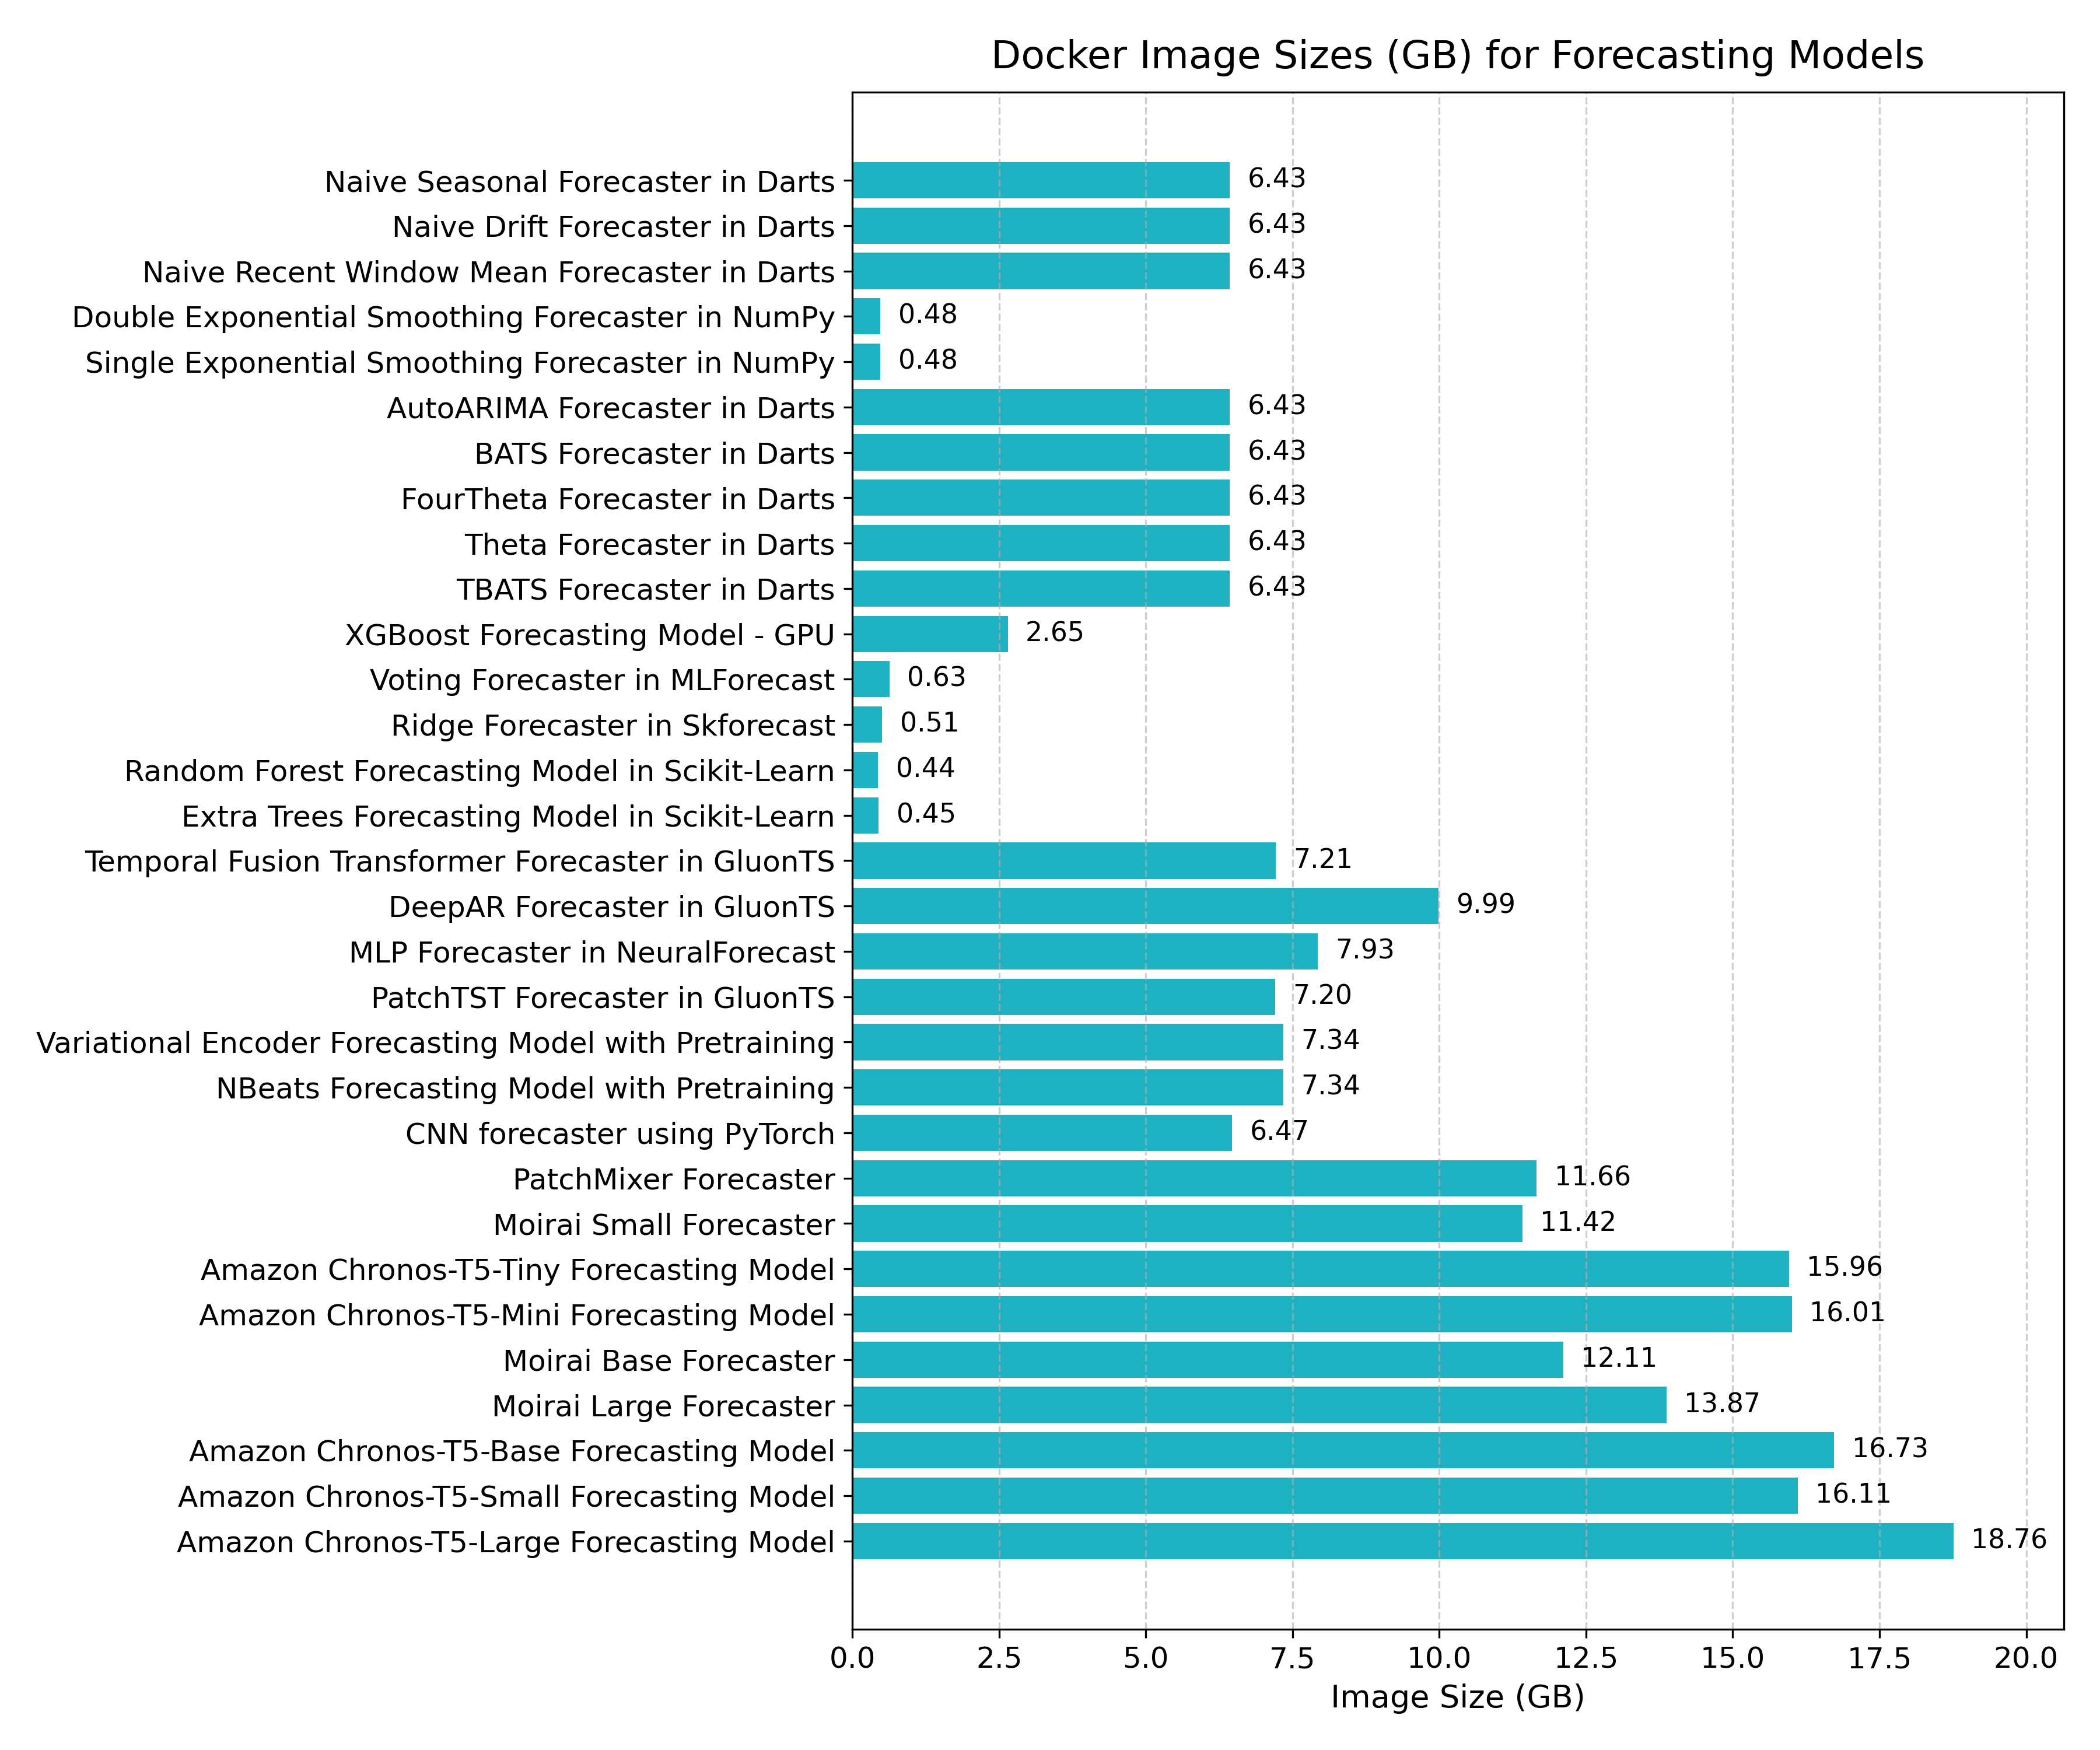 Docker Image Sizes (GB) for Forecasting Models
Naive Seasonal Forecaster in Darts 6.43
Naive Drift Forecaster in Darts 6.43
Naive Recent Window Mean Forecaster in Darts 6.43
Double Exponential Smoothing Forecaster in NumPy 0.48
Single Exponential Smoothing Forecaster in NumPy 0.48
AutoARIMA Forecaster in Darts 6.43
BATS Forecaster in Darts 6.43
FourTheta Forecaster in Darts 6.43
Theta Forecaster in Darts 6.43
TBATS Forecaster in Darts 6.43
XGBoost Forecasting Model - GPU 2.65
Voting Forecaster in MLForecast 0.63
Ridge Forecaster in Skforecast 0.51
Random Forest Forecasting Model in Scikit-Learn 0.44
Extra Trees Forecasting Model in Scikit-Learn 0.45
Temporal Fusion Transformer Forecaster in GluonTS 7.21
DeepAR Forecaster in GluonTS 9.99
MLP Forecaster in NeuralForecast 7.93
PatchTST Forecaster in GluonTS 7.20
Variational Encoder Forecasting Model with Pretraining 7.34
NBeats Forecasting Model with Pretraining 7.34
CNN forecaster using PyTorch 6.47
PatchMixer Forecaster 11.66
Moirai Small Forecaster 11.42
Amazon Chronos-T5-Tiny Forecasting Model 15.96
Amazon Chronos-T5-Mini Forecasting Model 16.01
Moirai Base Forecaster 12.11
Moirai Large Forecaster 13.87
Amazon Chronos-T5-Base Forecasting Model 16.73
Amazon Chronos-T5-Small Forecasting Model 16.11
Amazon Chronos-T5-Large Forecasting Model 18.76
0.0 2.5 5.0 7.5 10.0 12.5 15.0 17.5 20.0
Image Size (GB)